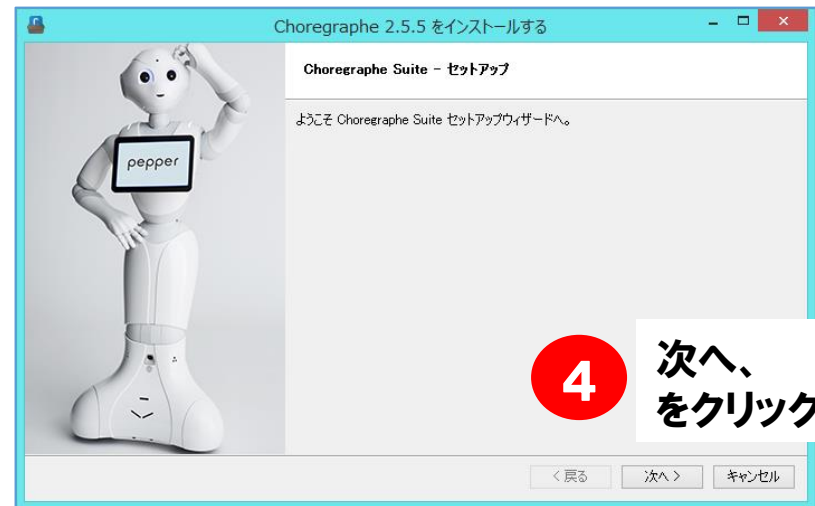 Choregraphe 2.5.5 をインストールする
Choregraphe Suite - セットアップ
ようこそ Choregraphe Suite セットアップウィザードへ。
pepper
4
次へ、
をクリック
< 戻る
次へ >
キャンセル